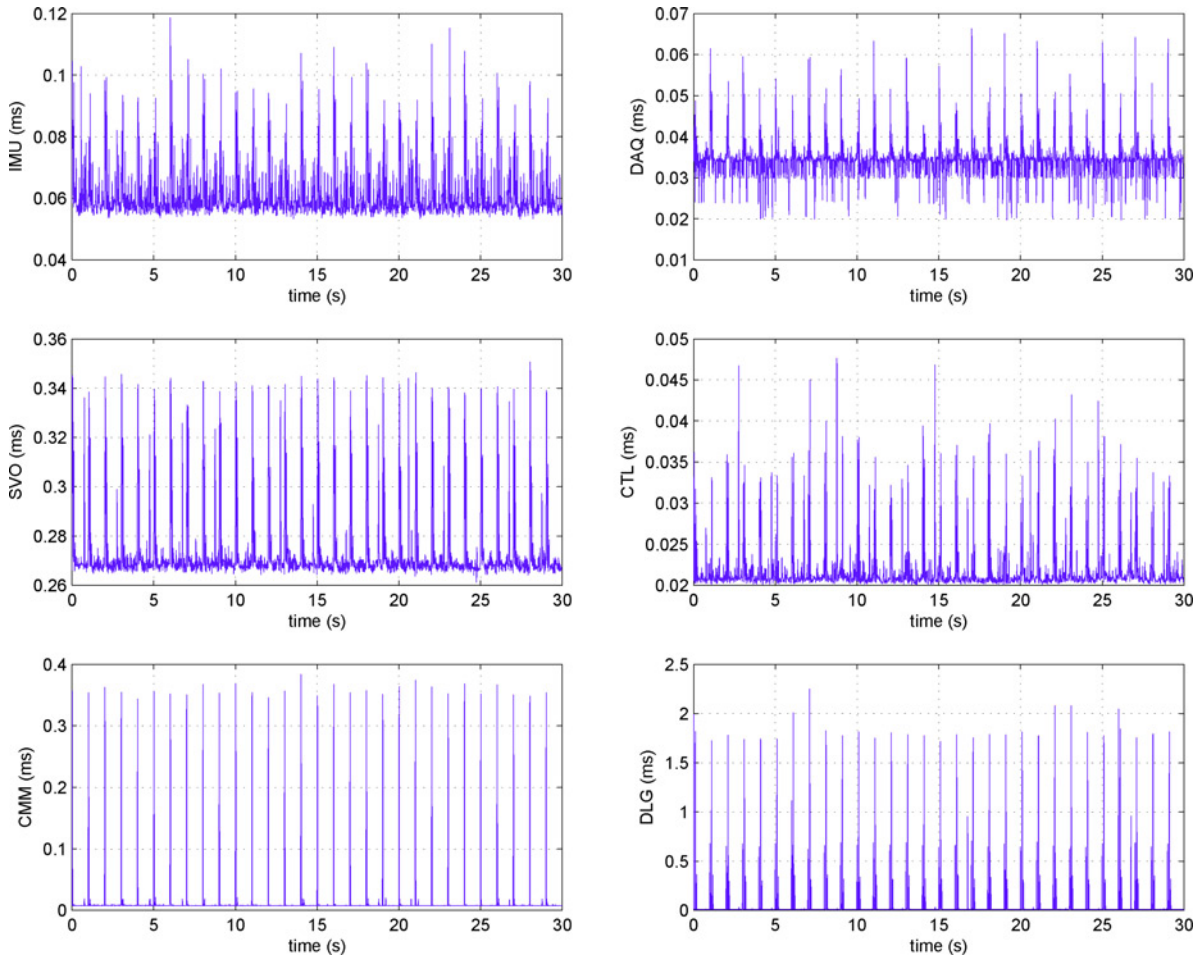 0.12
0.1
0.08
0.06
0.04
IMU (ms)
0 5 10 15 20 25 30
time (s)
0.07
0.06
0.05
0.04
0.03
0.02
0.01
DAQ (ms)
0 5 10 15 20 25 30
time (s)
0.36
0.34
0.32
0.3
0.28
0.26
SVO (ms)
0 5 10 15 20 25 30
time (s)
0.05
0.045
0.04
0.035
0.03
0.025
0.02
CTL (ms)
0 5 10 15 20 25 30
time (s)
0.4
0.3
0.2
0.1
0
CMM (ms)
0 5 10 15 20 25 30
time (s)
2.5
2
1.5
1
0.5
0
DLG (ms)
0 5 10 15 20 25 30
time (s)